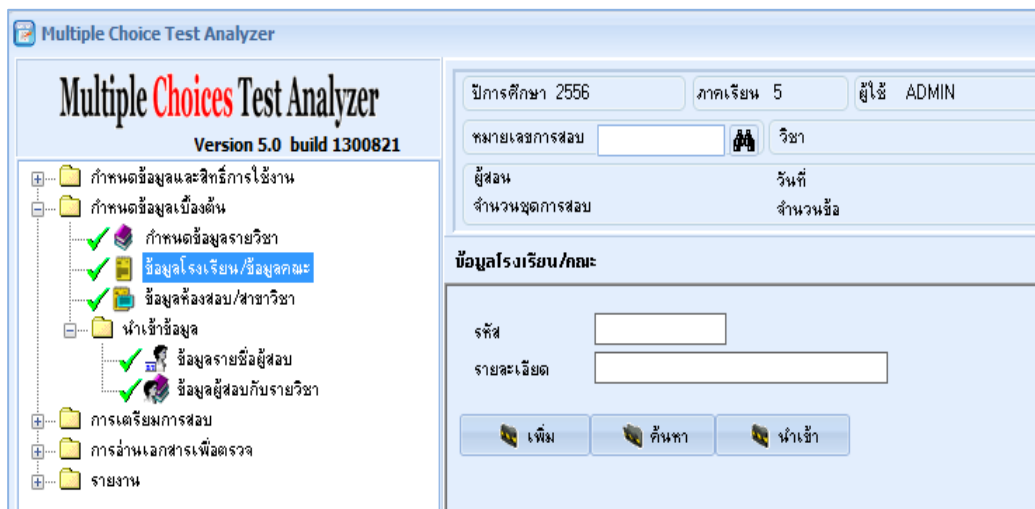 Multiple Choice Test Analyzer
Multiple Choices Test Analyzer
Version 5.0 build 1300821
กำหนดข้อมูลและสิทธิ์การใช้งาน
กำหนดข้อมูลเบื้องต้น
กำหนดข้อมูลรายวิชา
ข้อมูลโรงเรียน/ข้อมูลคณะ
ข้อมูลห้องสอบ/สาขาวิชา
นำเข้าข้อมูล
ข้อมูลรายชื่อผู้สอบ
ข้อมูลผู้สอบกับรายวิชา
การเตรียมการสอบ
การอ่านเอกสารเพื่อตรวจ
รายงาน
ปีการศึกษา 2556 ภาคเรียน 5 ผู้ใช้ ADMIN
หมายเลขการสอบ วิชา
ผู้สอน วันที่
จำนวนชุดการสอบ จำนวนข้อ
ข้อมูลโรงเรียน/คณะ
รหัส
รายละเอียด
เพิ่ม ค้นหา นำเข้า